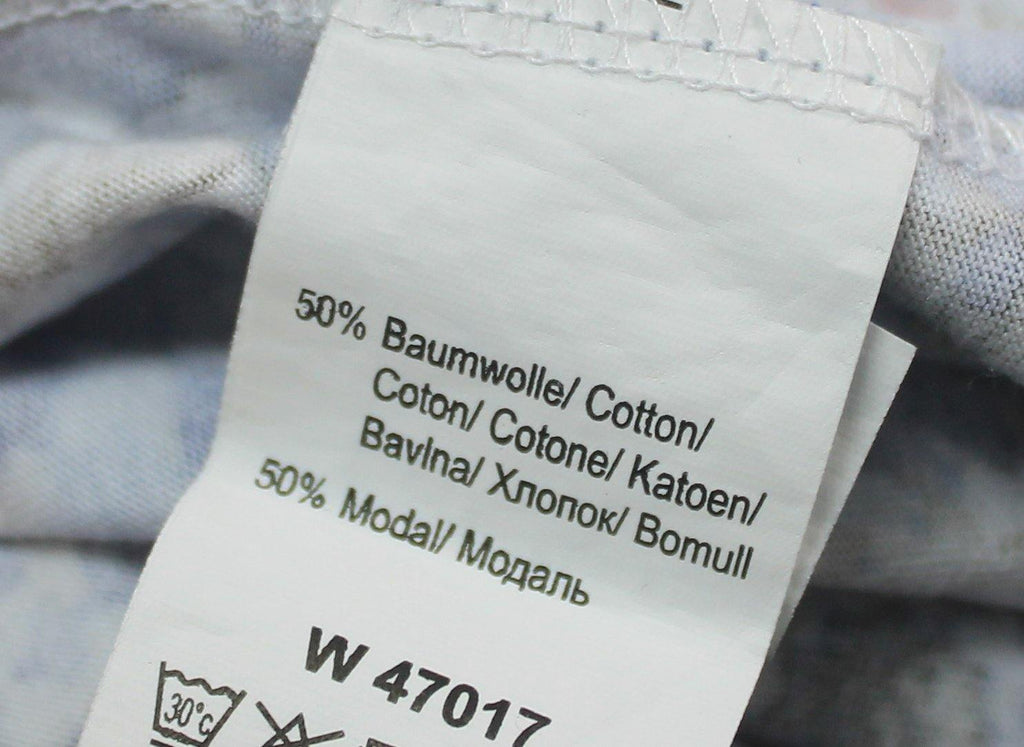 50% Baumwolle/ Cotton/
Coton/ Cotone/ Katoen/
Bavlna/ Хлопок/ Bomull
50% Modal/ Модаль
W 47017
30°c